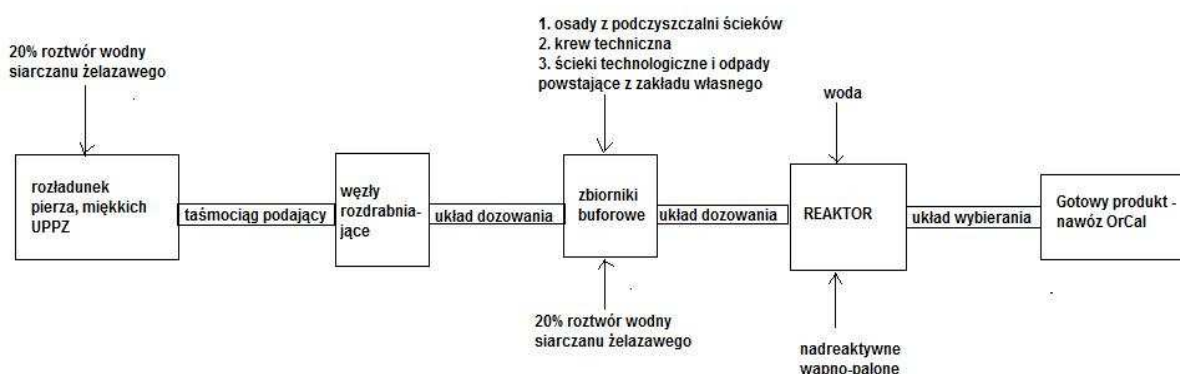 20% roztwór wodny
siarczanu żelazawego
1. osady z podczyszczalni ścieków
2. krew techniczna
3. ścieki technologiczne i odpady
powstające z zakładu własnego
woda
rozładunek
pierza, miękkich
UPPZ
taśmociąg podający
węzły
rozdrabnia-
jące
układ dozowania
zbiorniki
buforowe
układ dozowania
REAKTOR
układ wybierania
Gotowy produkt -
nawóz OrCal
20% roztwór wodny
siarczanu żelazawego
nadreaktywne
wapno-palone